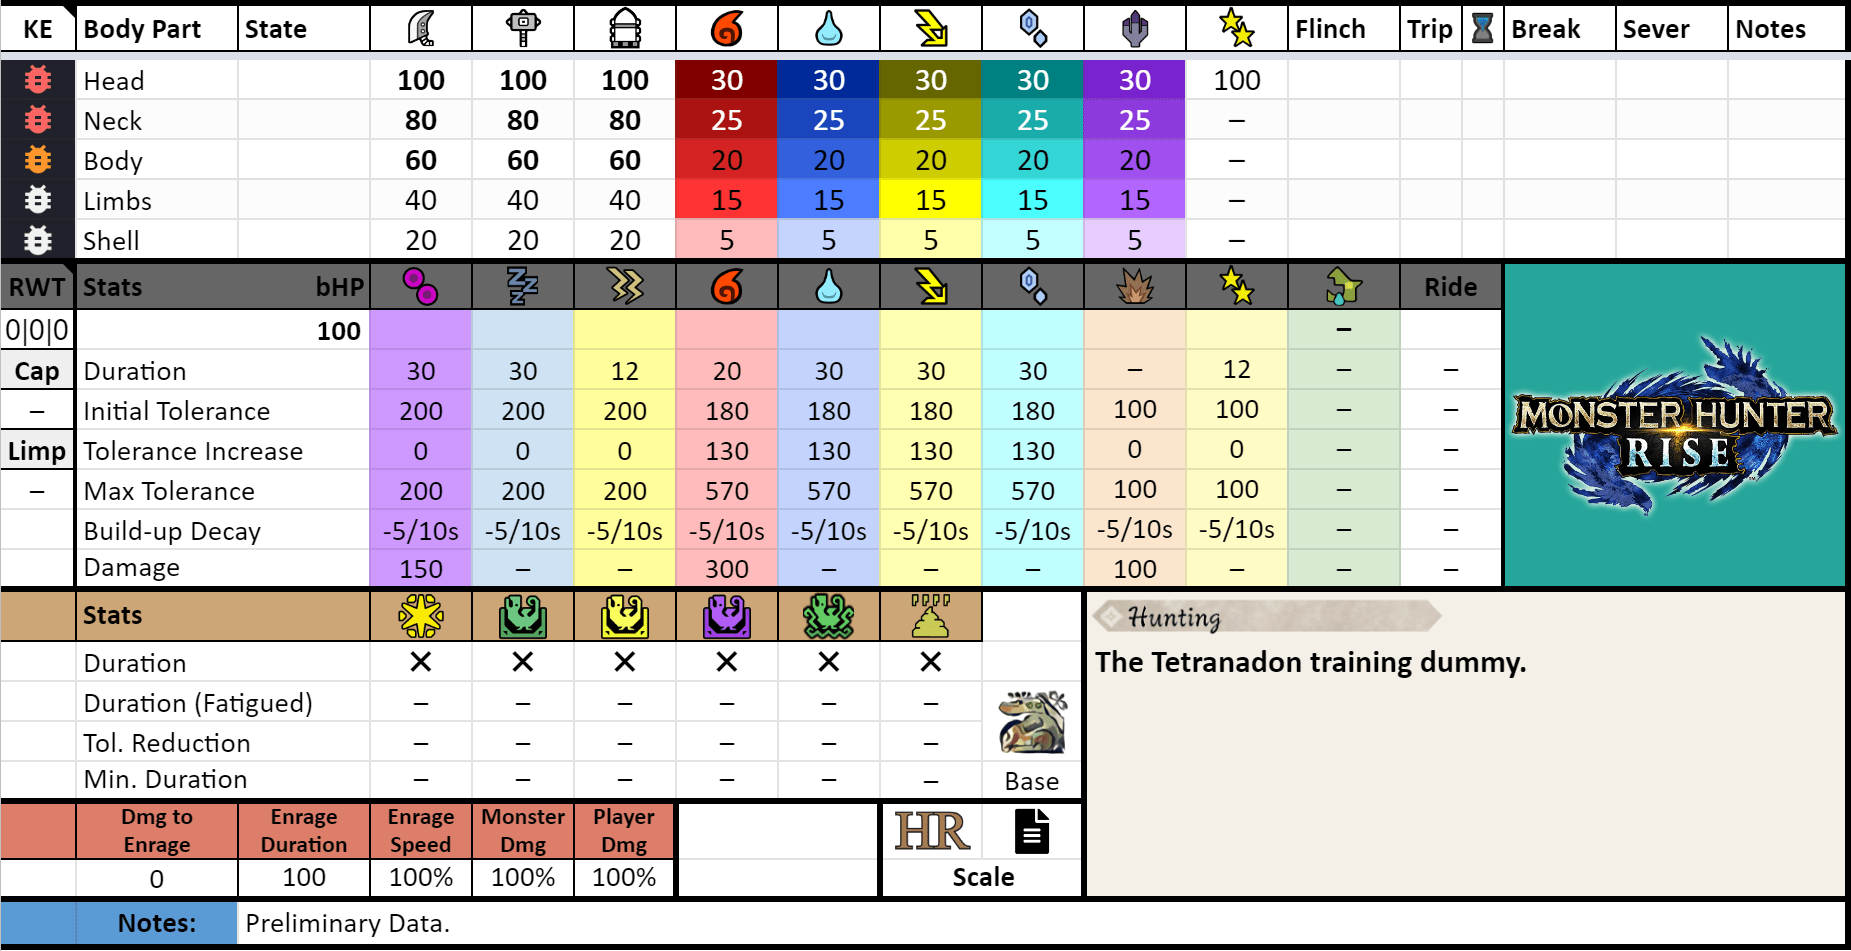 KE Body Part State Flinch Trip Break Sever Notes
Head 100 100 100 30 30 30 30 30 100
Neck 80 80 80 25 25 25 25 25 –
Body 60 60 60 20 20 20 20 20 –
Limbs 40 40 40 15 15 15 15 15 –
Shell 20 20 20 5 5 5 5 5 –
RWT Stats bHP Ride
0|0|0 100 –
Cap Duration 30 30 12 20 30 30 30 – 12 – –
– Initial Tolerance 200 200 200 180 180 180 180 100 100 – –
Limp Tolerance Increase 0 0 0 130 130 130 130 0 0 – –
– Max Tolerance 200 200 200 570 570 570 570 100 100 – –
Build-up Decay -5/10s -5/10s -5/10s -5/10s -5/10s -5/10s -5/10s -5/10s -5/10s – –
Damage 150 – – 300 – – – 100 – – –
MONSTER HUNTER
RISE
Stats
Duration ✕ ✕ ✕ ✕ ✕ ✕
Duration (Fatigued) – – – – – –
Tol. Reduction – – – – – –
Min. Duration – – – – – – Base
Hunting
The Tetranadon training dummy.
Dmg to Enrage Enrage Duration Enrage Speed Monster Dmg Player Dmg HR
0 100 100% 100% 100% Scale
Notes: Preliminary Data.